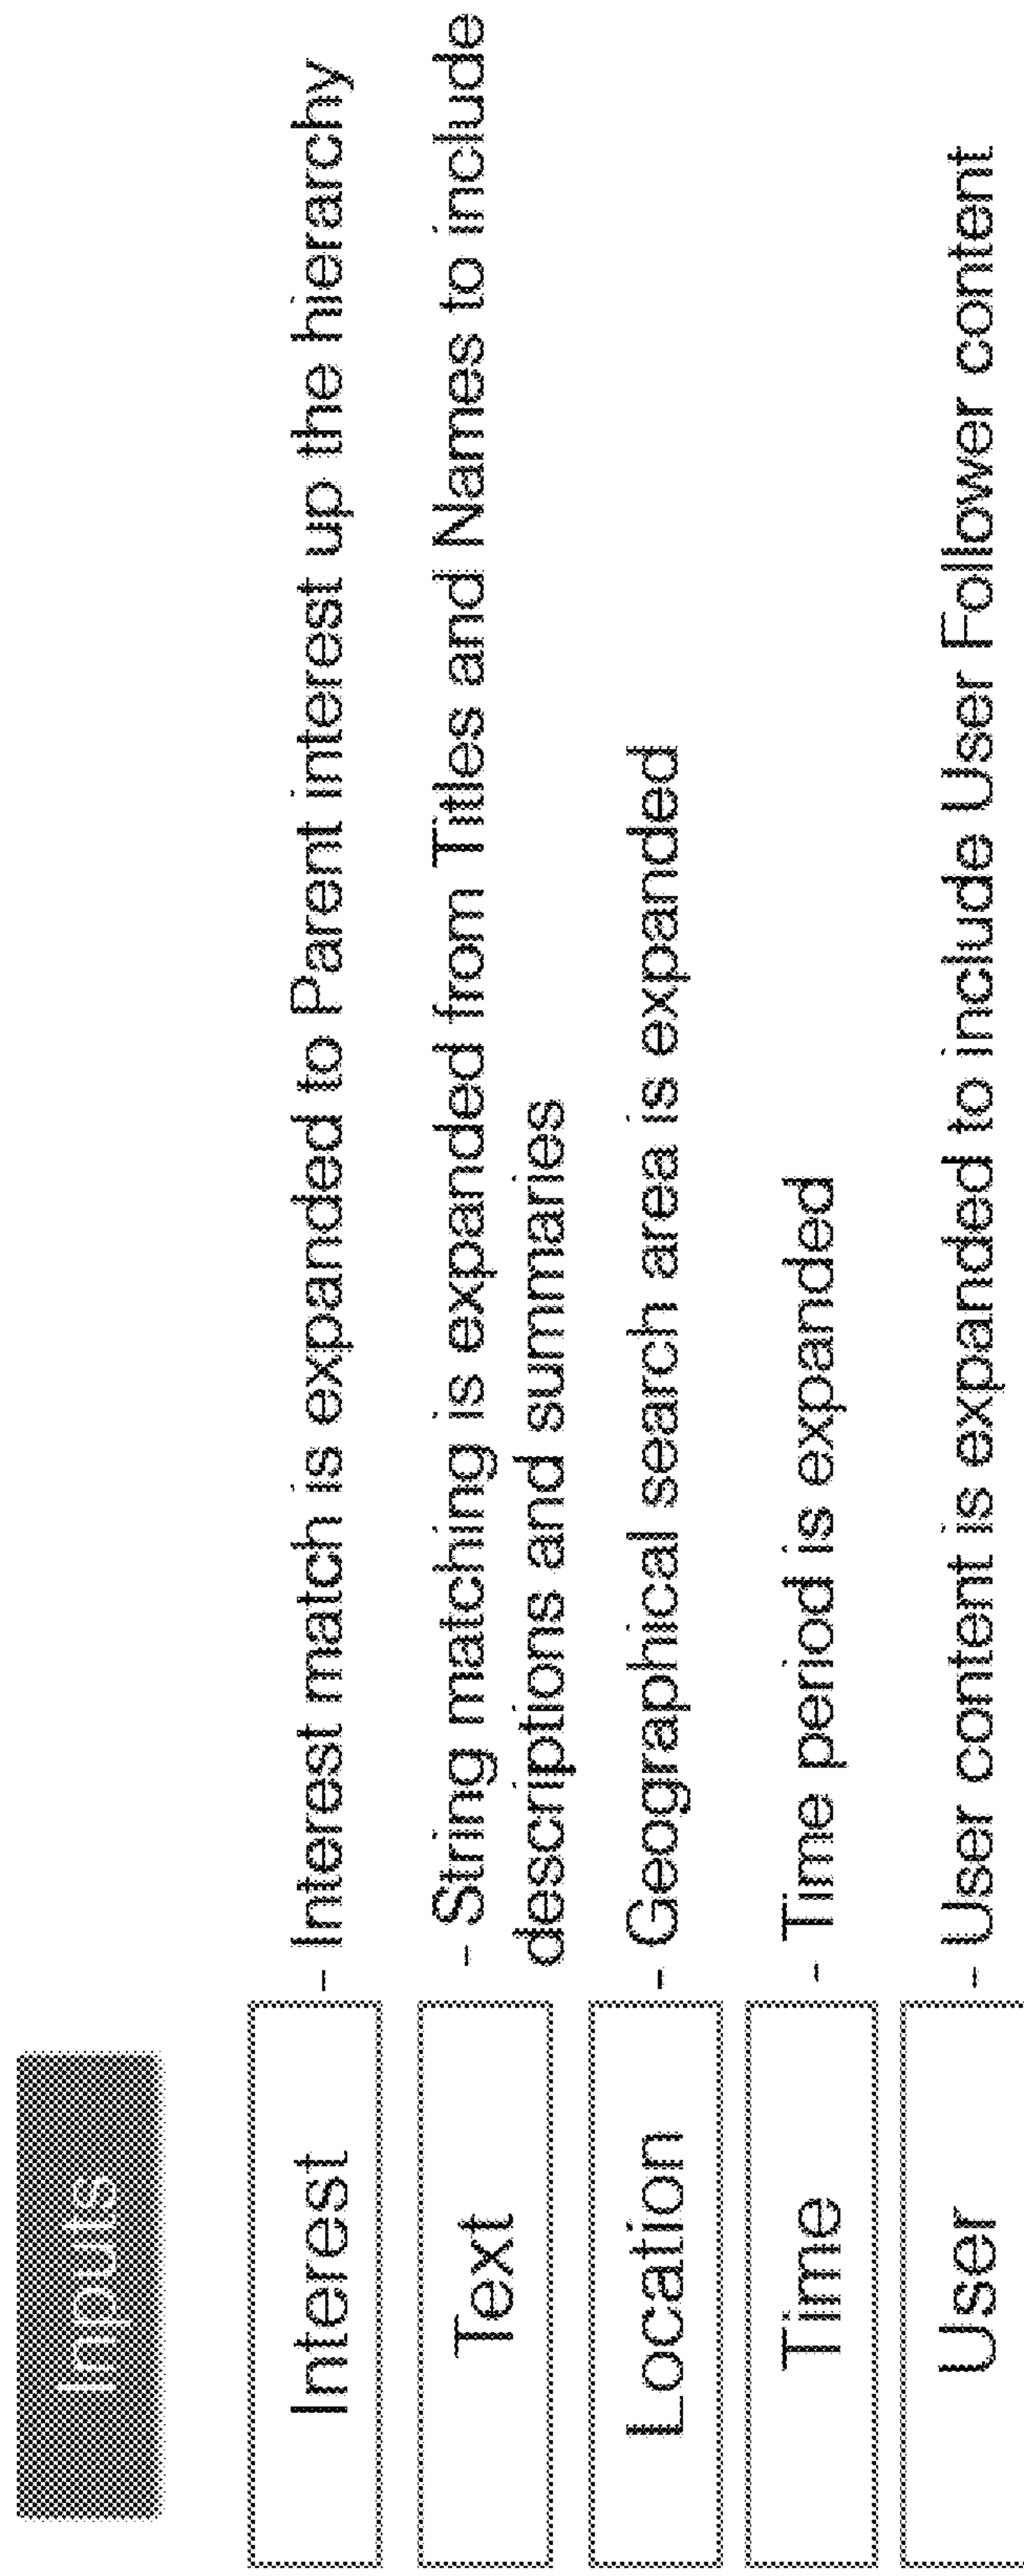 Inputs
Interest
- Interest match is expanded to Parent interest up the hierarchy
Text
- String matching is expanded from Titles and Names to include
descriptions and summaries
Location
- Geographical search area is expanded
Time
- Time period is expanded
User
- User content is expanded to include User Follower content